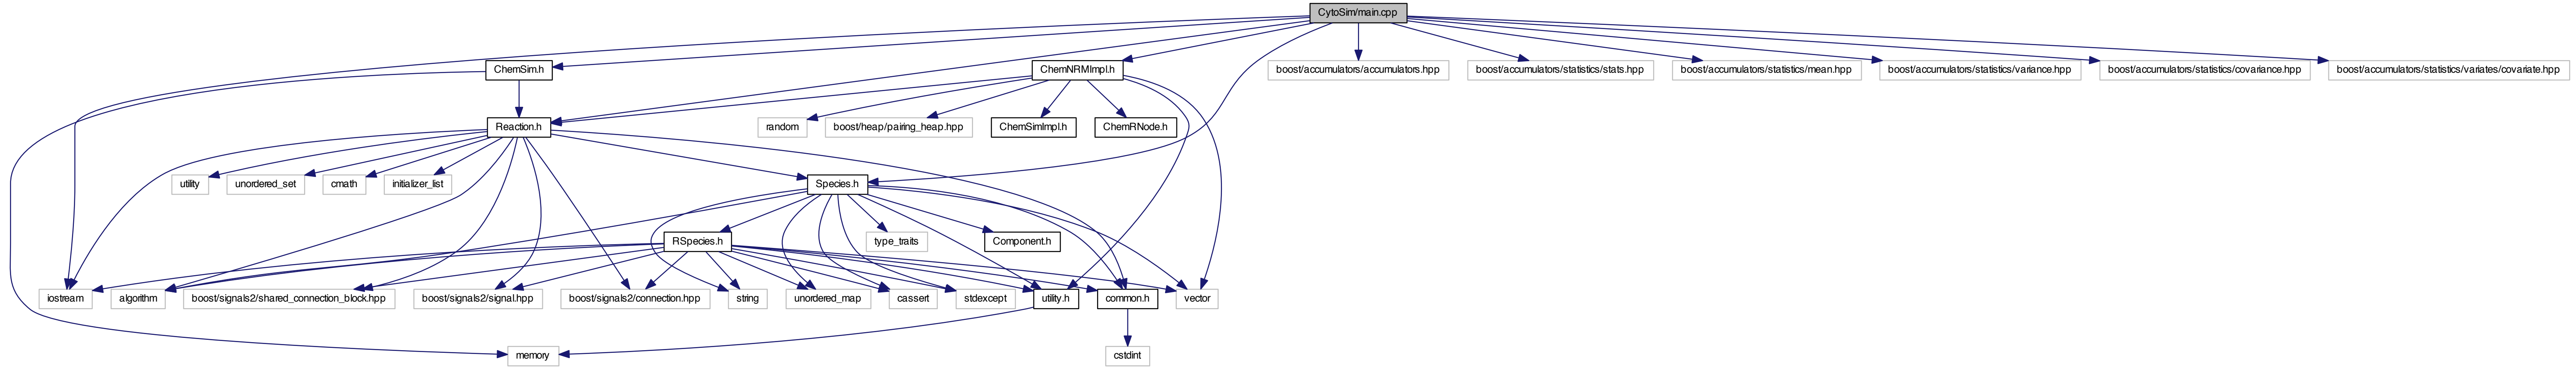 CytoSim/main.cpp
ChemSim.h
ChemNRMImpl.h
boost/accumulators/accumulators.hpp
boost/accumulators/statistics/stats.hpp
boost/accumulators/statistics/mean.hpp
boost/accumulators/statistics/variance.hpp
boost/accumulators/statistics/covariance.hpp
boost/accumulators/statistics/variates/covariate.hpp
Reaction.h
random
boost/heap/pairing_heap.hpp
ChemSimImpl.h
ChemRNode.h
utility
unordered_set
cmath
initializer_list
Species.h
RSpecies.h
type_traits
Component.h
iostream
algorithm
boost/signals2/shared_connection_block.hpp
boost/signals2/signal.hpp
boost/signals2/connection.hpp
string
unordered_map
cassert
stdexcept
utility.h
common.h
vector
memory
cstdint